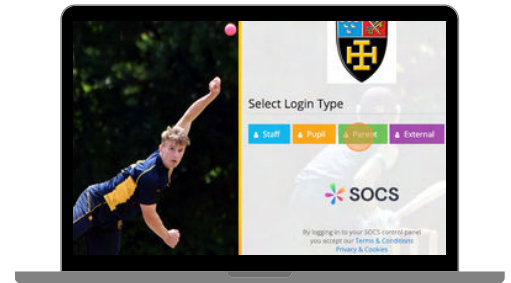 Select Login Type
Staff Pupil Parent External
SOCS
By logging in to your SOCS control panel
you accept our Terms & Conditions
Privacy & Cookies